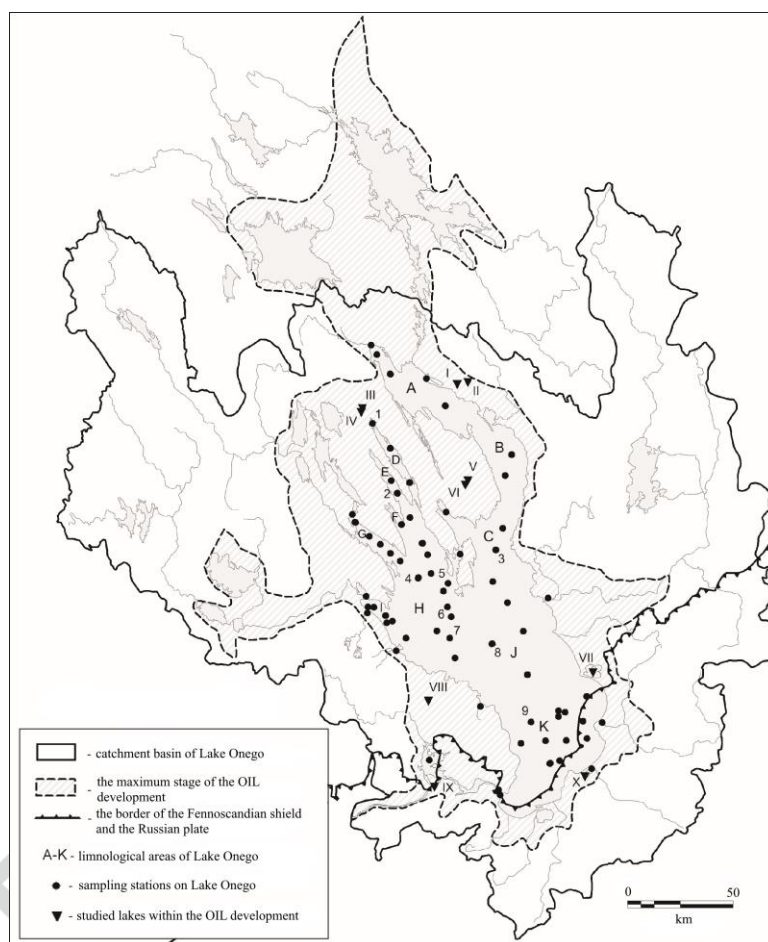 I
II
III
A
IV
1
B
D
E
V
2
VI
F
G
C
3
4
5
I
H
6
7
8
J
VII
VIII
9
K
X
IX
- catchment basin of Lake Onego
- the maximum stage of the OIL
development
- the border of the Fennoscandian shield
and the Russian plate
A-K - limnological areas of Lake Onego
- sampling stations on Lake Onego
- studied lakes within the OIL development
0 50
km